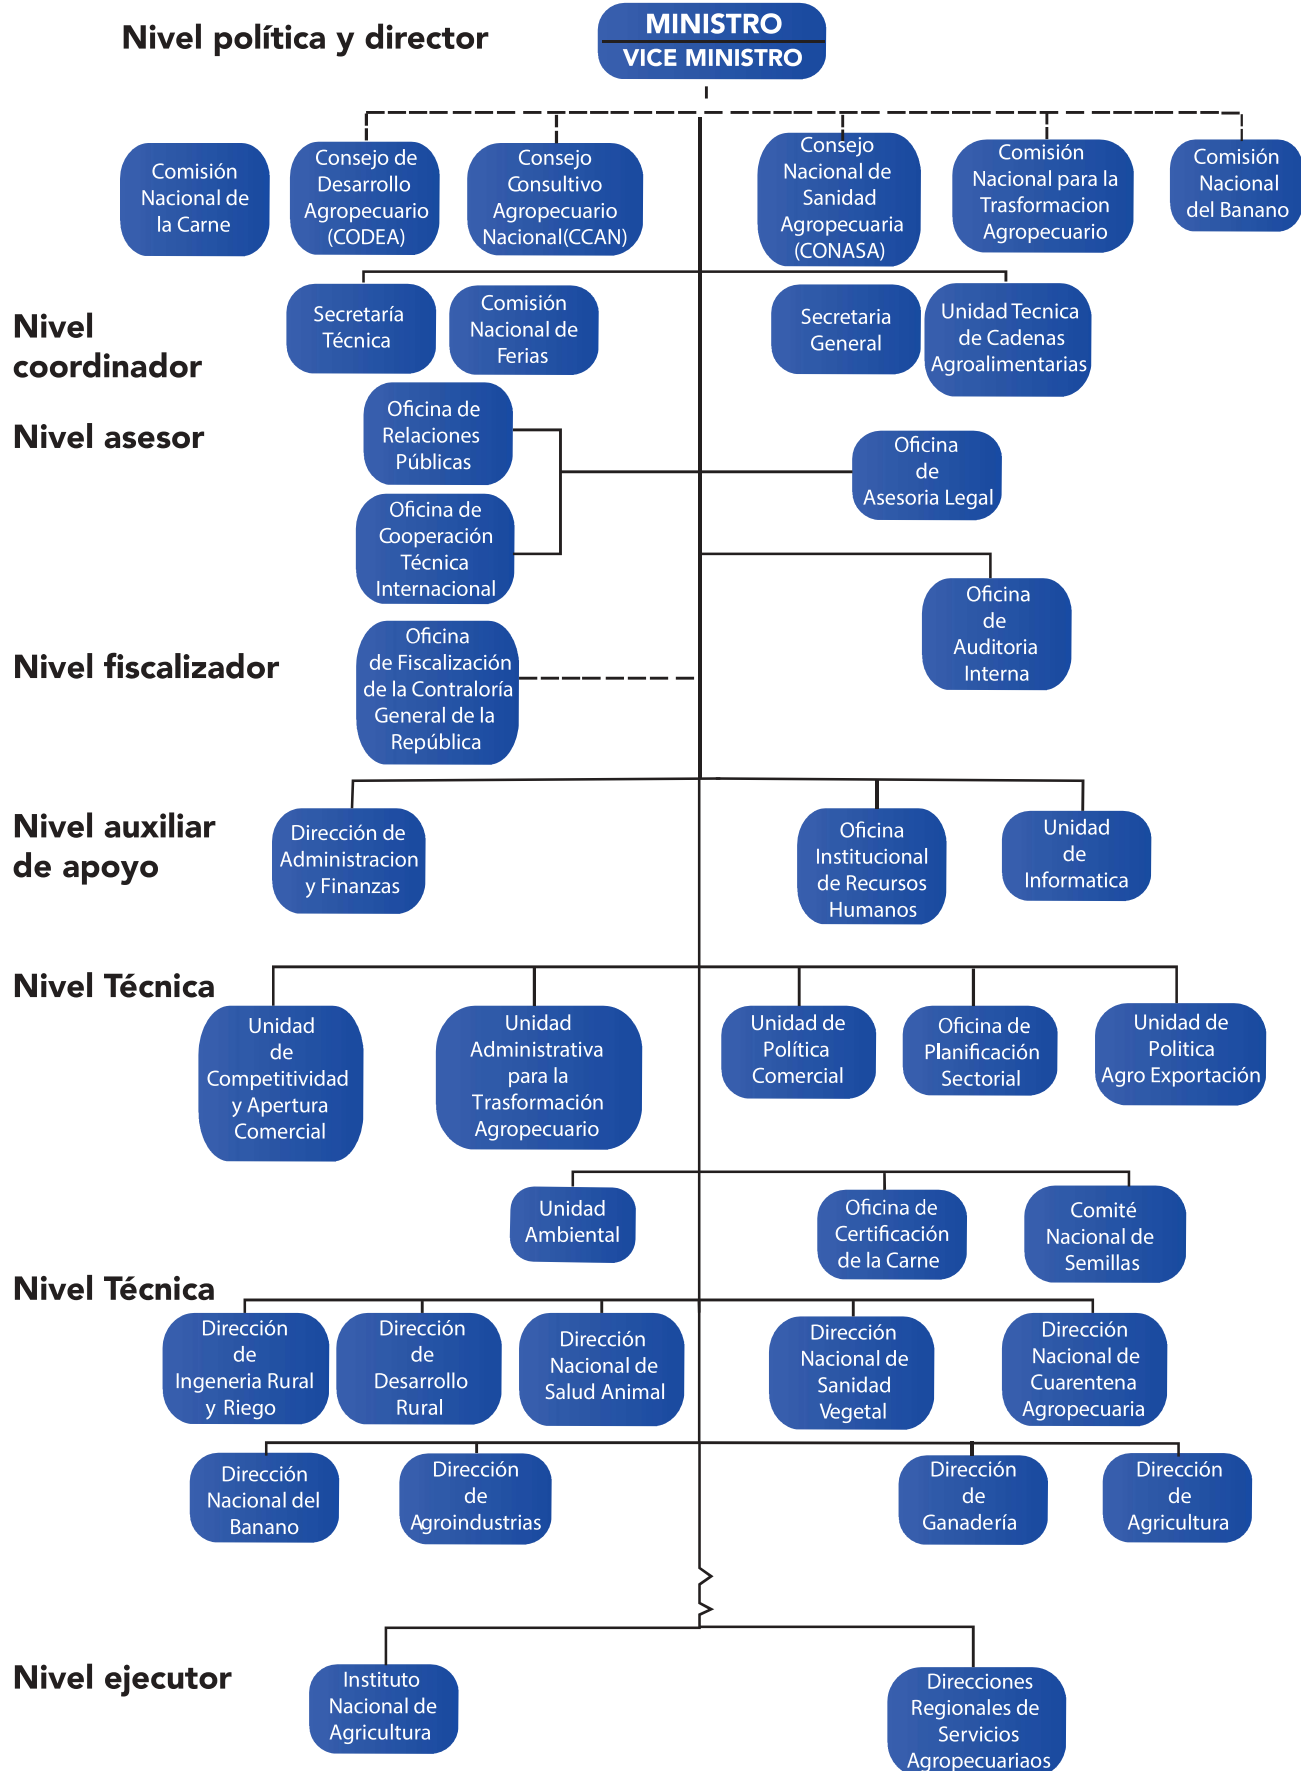 Nivel política y director
MINISTRO
VICE MINISTRO
Comisión
Nacional de
la Carne
Consejo de
Desarrollo
Agropecuario
(CODEA)
Consejo
Consultivo
Agropecuario
Nacional(CCAN)
Consejo
Nacional de
Sanidad
Agropecuaria
(CONASA)
Comisión
Nacional para la
Trasformacion
Agropecuario
Comisión
Nacional
del Banano
Nivel
coordinador
Secretaría
Técnica
Comisión
Nacional de
Ferias
Secretaria
General
Unidad Tecnica
de Cadenas
Agroalimentarias
Nivel asesor
Oficina de
Relaciones
Públicas
Oficina
de
Asesoria Legal
Oficina de
Cooperación
Técnica
Internacional
Oficina
de
Auditoria
Interna
Nivel fiscalizador
Oficina
de Fiscalización
de la Contraloría
General de la
República
Nivel auxiliar
de apoyo
Dirección de
Administracion
y Finanzas
Oficina
Institucional
de Recursos
Humanos
Unidad
de
Informatica
Nivel Técnica
Unidad
de
Competitividad
y Apertura
Comercial
Unidad
Administrativa
para la
Trasformación
Agropecuario
Unidad de
Política
Comercial
Oficina de
Planificación
Sectorial
Unidad de
Politica
Agro Exportación
Unidad
Ambiental
Oficina de
Certificación
de la Carne
Comité
Nacional de
Semillas
Nivel Técnica
Dirección
de
Ingeneria Rural
y Riego
Dirección
de
Desarrollo
Rural
Dirección
Nacional de
Salud Animal
Dirección
Nacional de
Sanidad
Vegetal
Dirección
Nacional de
Cuarentena
Agropecuaria
Dirección
Nacional del
Banano
Dirección
de
Agroindustrias
Dirección
de
Ganadería
Dirección
de
Agricultura
Nivel ejecutor
Instituto
Nacional de
Agricultura
Direcciones
Regionales de
Servicios
Agropecuariaos